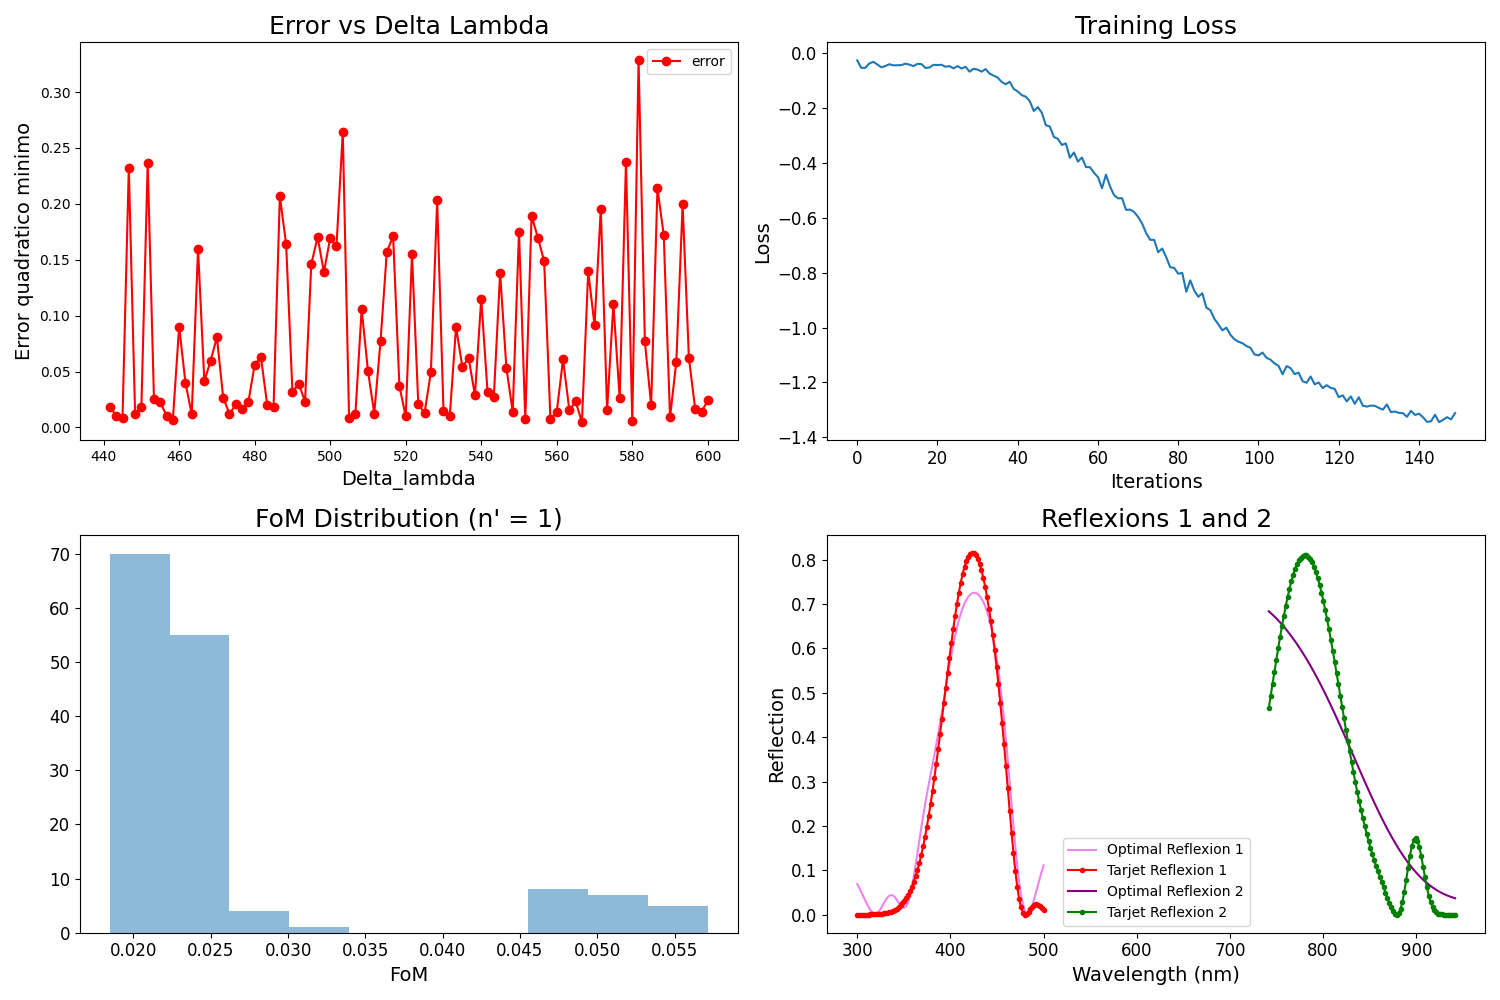 Error vs Delta Lambda
error
Error quadratico minimo
0.30
0.25
0.20
0.15
0.10
0.05
0.00
440 460 480 500 520 540 560 580 600
Delta_lambda
Training Loss
Loss
0.0
−0.2
−0.4
−0.6
−0.8
−1.0
−1.2
−1.4
0 20 40 60 80 100 120 140
Iterations
FoM Distribution (n' = 1)
70
60
50
40
30
20
10
0
0.020 0.025 0.030 0.035 0.040 0.045 0.050 0.055
FoM
Reflexions 1 and 2
Reflection
0.8
0.7
0.6
0.5
0.4
0.3
0.2
0.1
0.0
Optimal Reflexion 1
Tarjet Reflexion 1
Optimal Reflexion 2
Tarjet Reflexion 2
300 400 500 600 700 800 900
Wavelength (nm)